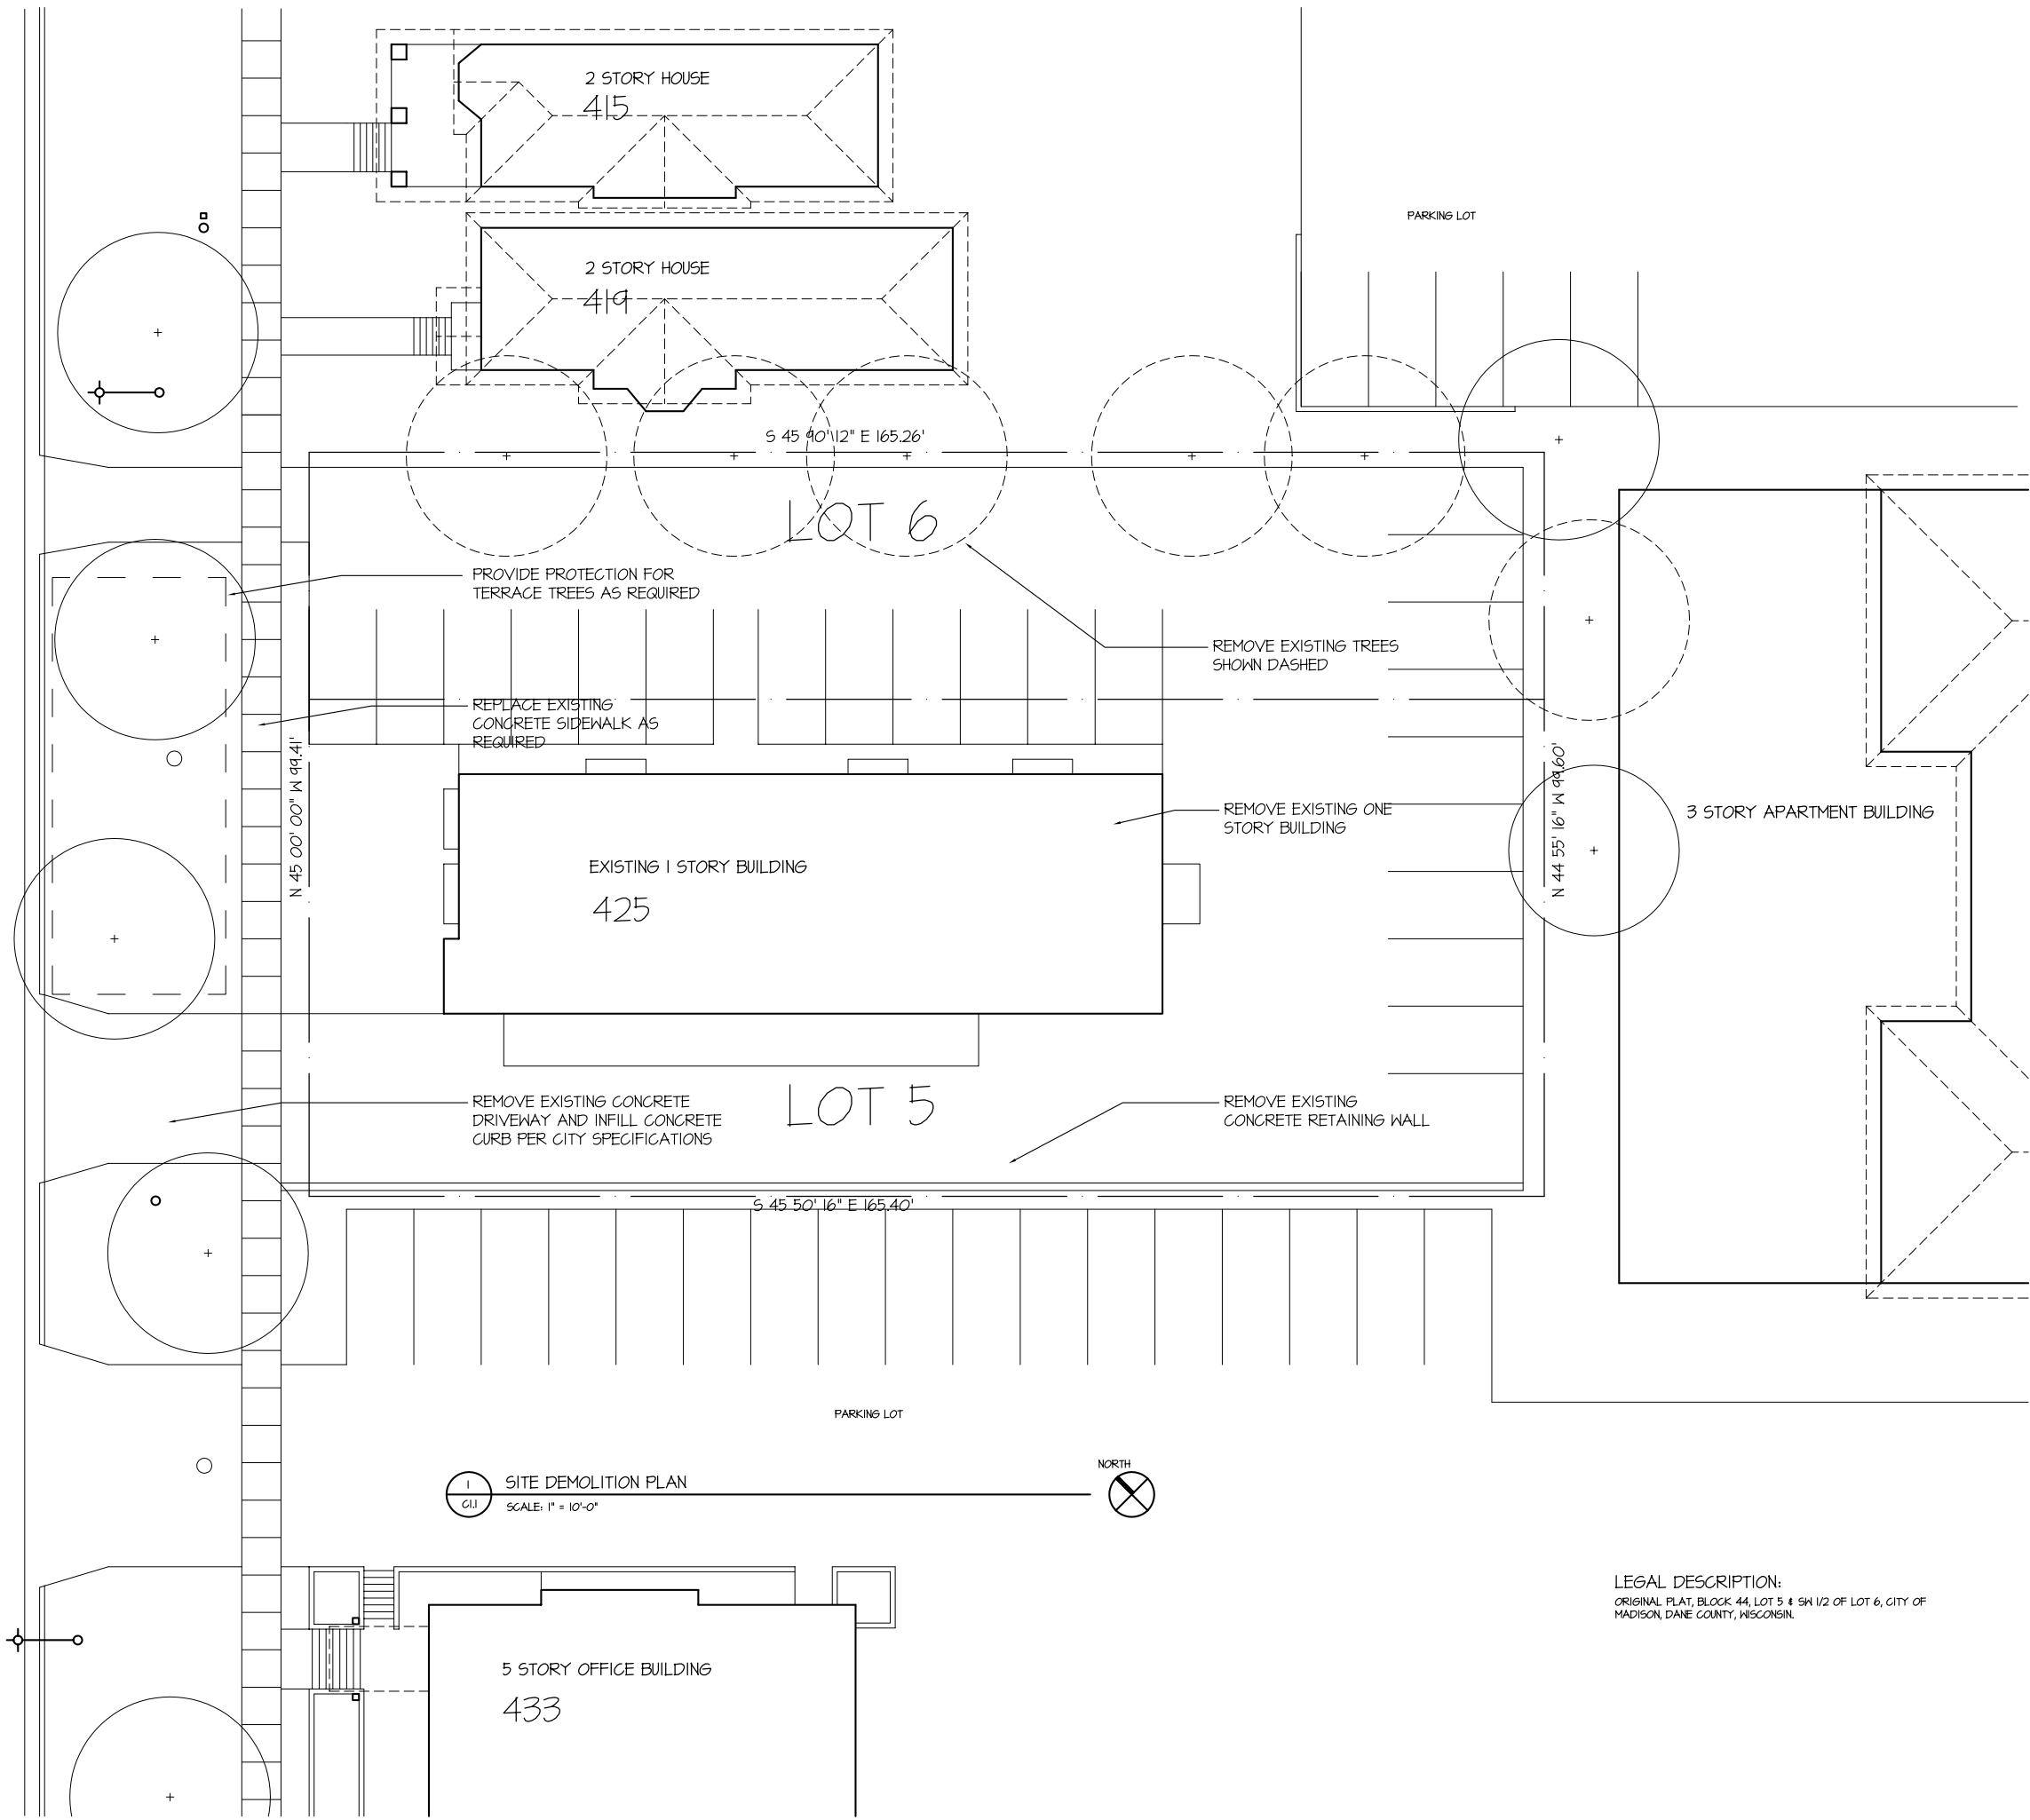 2 STORY HOUSE
415
PARKING LOT
2 STORY HOUSE
419
S 45 90' 12" E 165.26'
LOT 6
PROVIDE PROTECTION FOR
TERRACE TREES AS REQUIRED
REMOVE EXISTING TREES
SHOWN DASHED
REPLACE EXISTING
CONCRETE SIDEWALK AS
REQUIRED
N 45 00' 00" W 99.41'
N 44 55' 16" W 99.60'
REMOVE EXISTING ONE
STORY BUILDING
3 STORY APARTMENT BUILDING
EXISTING 1 STORY BUILDING
425
REMOVE EXISTING CONCRETE
DRIVEWAY AND INFILL CONCRETE
CURB PER CITY SPECIFICATIONS
LOT 5
REMOVE EXISTING
CONCRETE RETAINING WALL
S 45 50' 16" E 165.40'
PARKING LOT
1
C1.1
SITE DEMOLITION PLAN
SCALE: 1" = 10'-0"
NORTH
LEGAL DESCRIPTION:
ORIGINAL PLAT, BLOCK 44, LOT 5 & SW 1/2 OF LOT 6, CITY OF
MADISON, DANE COUNTY, WISCONSIN.
5 STORY OFFICE BUILDING
433